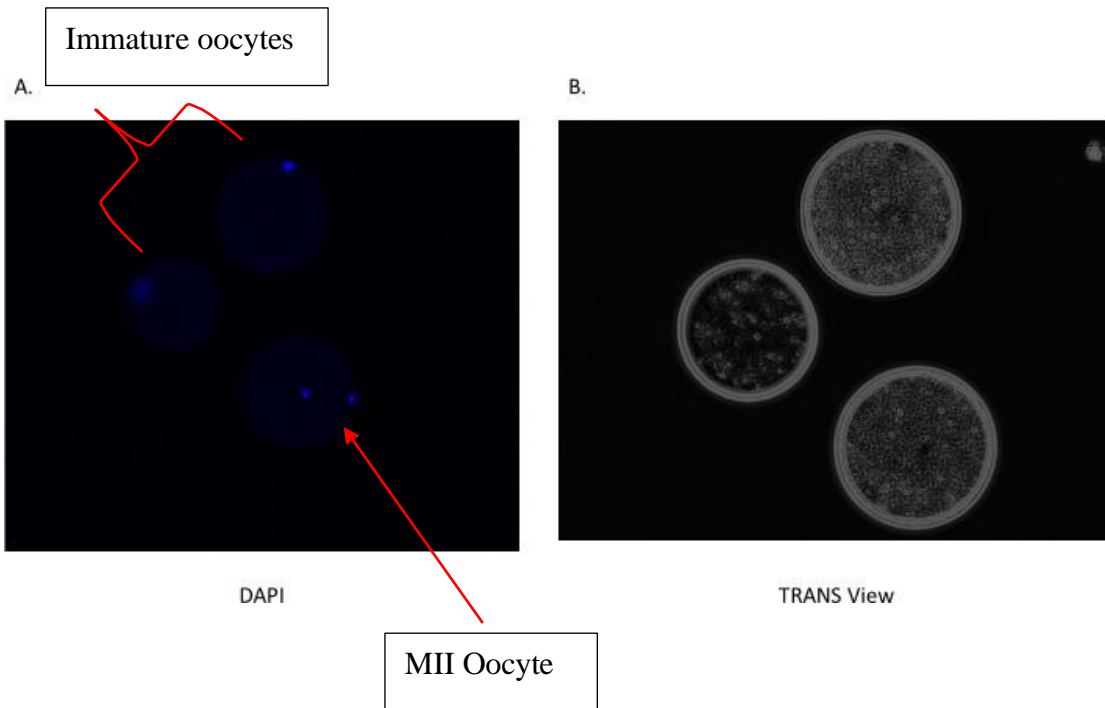 Immature oocytes
A.
B.
DAPI
TRANS View
MII Oocyte